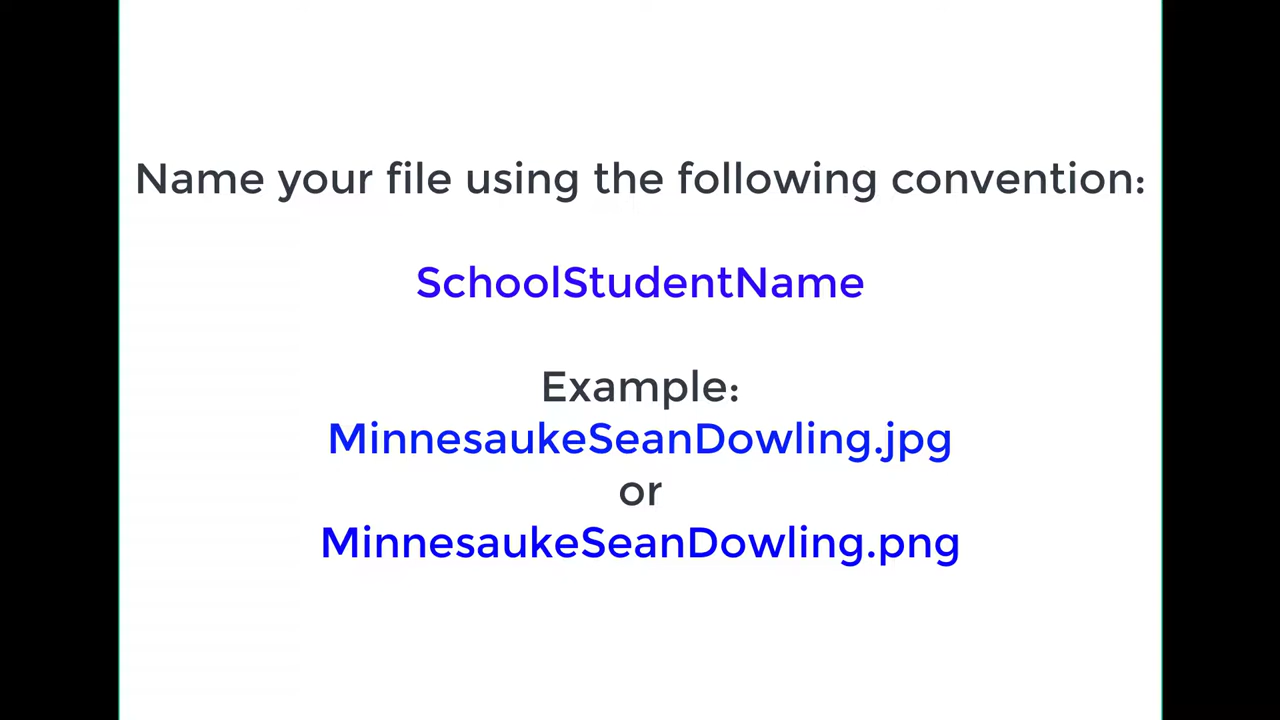 Name your file using the following convention:
SchoolStudentName
Example:
MinnesaukeSeanDowling.jpg
or
MinnesaukeSeanDowling.png